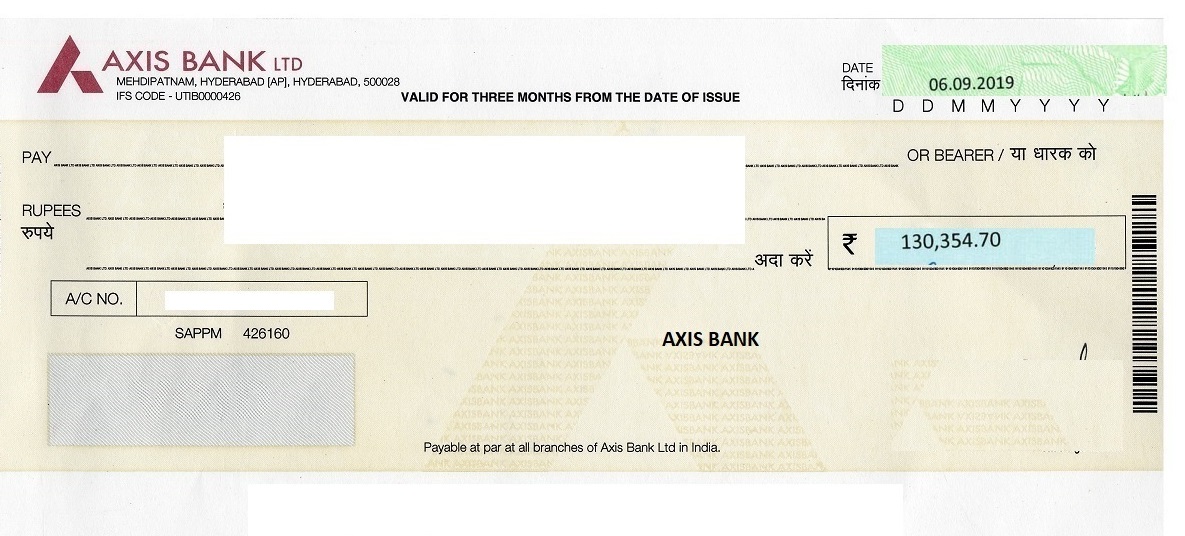 AXIS BANK LTD
MEHDIPATNAM, HYDERABAD [AP], HYDERABAD, 500028
IFS CODE - UTIB0000426
VALID FOR THREE MONTHS FROM THE DATE OF ISSUE
DATE
दिनांक
06.09.2019
D D M M Y Y Y Y
PAY
OR BEARER / या धारक को
RUPEES
रुपये
अदा करें
₹ 130,354.70
A/C NO.
SAPPM 426160
AXIS BANK
Payable at par at all branches of Axis Bank Ltd in India.